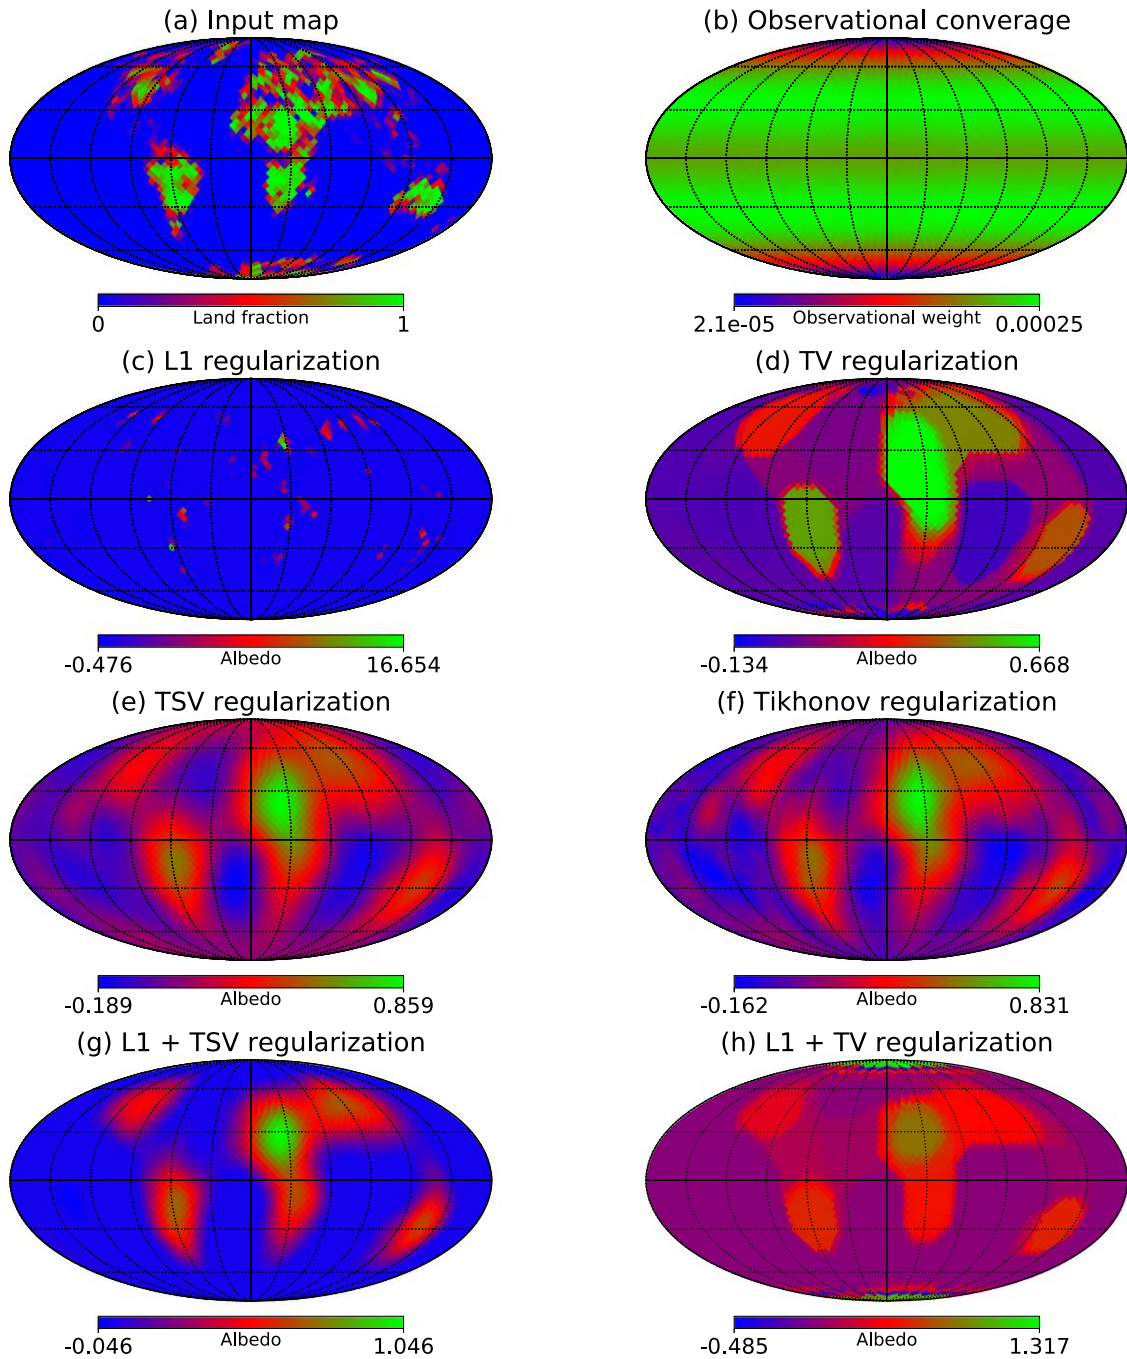 (a) Input map
(b) Observational converage
0 Land fraction 1
2.1e-05 Observational weight 0.00025
(c) L1 regularization
(d) TV regularization
-0.476 Albedo 16.654
-0.134 Albedo 0.668
(e) TSV regularization
(f) Tikhonov regularization
-0.189 Albedo 0.859
-0.162 Albedo 0.831
(g) L1 + TSV regularization
(h) L1 + TV regularization
-0.046 Albedo 1.046
-0.485 Albedo 1.317